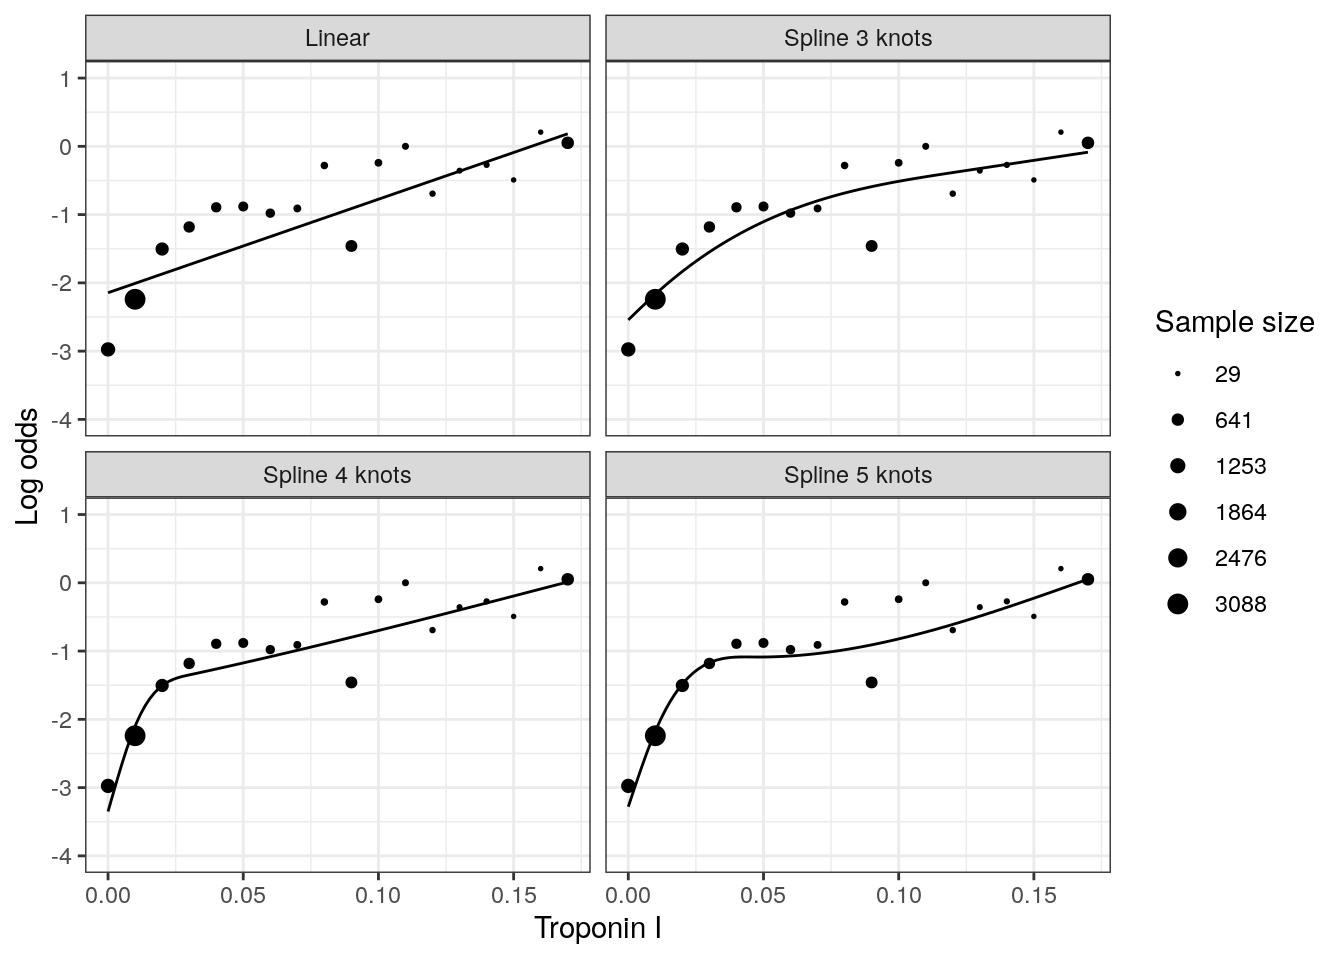 Linear
Spline 3 knots
1
0
-1
-2
-3
-4
Spline 4 knots
Spline 5 knots
1
0
-1
-2
-3
-4
0.00 0.05 0.10 0.15
0.00 0.05 0.10 0.15
Troponin I
Log odds
Sample size
29
641
1253
1864
2476
3088